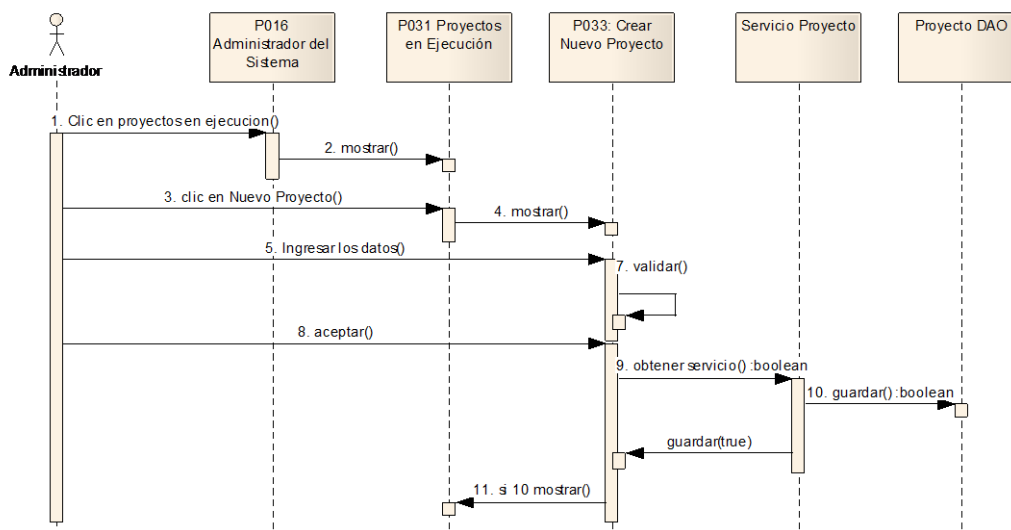 P016
Administrador del
Sistema
P031 Proyectos
en Ejecución
P033: Crear
Nuevo Proyecto
Servicio Proyecto
Proyecto DAO
Administrador
1. Clic en proyectos en ejecucion()
2. mostrar()
3. clic en Nuevo Proyecto()
4. mostrar()
5. Ingresar los datos()
7. validar()
8. aceptar()
9. obtener servicio() :boolean
10. guardar() :boolean
guardar(true)
11. si 10 mostrar()